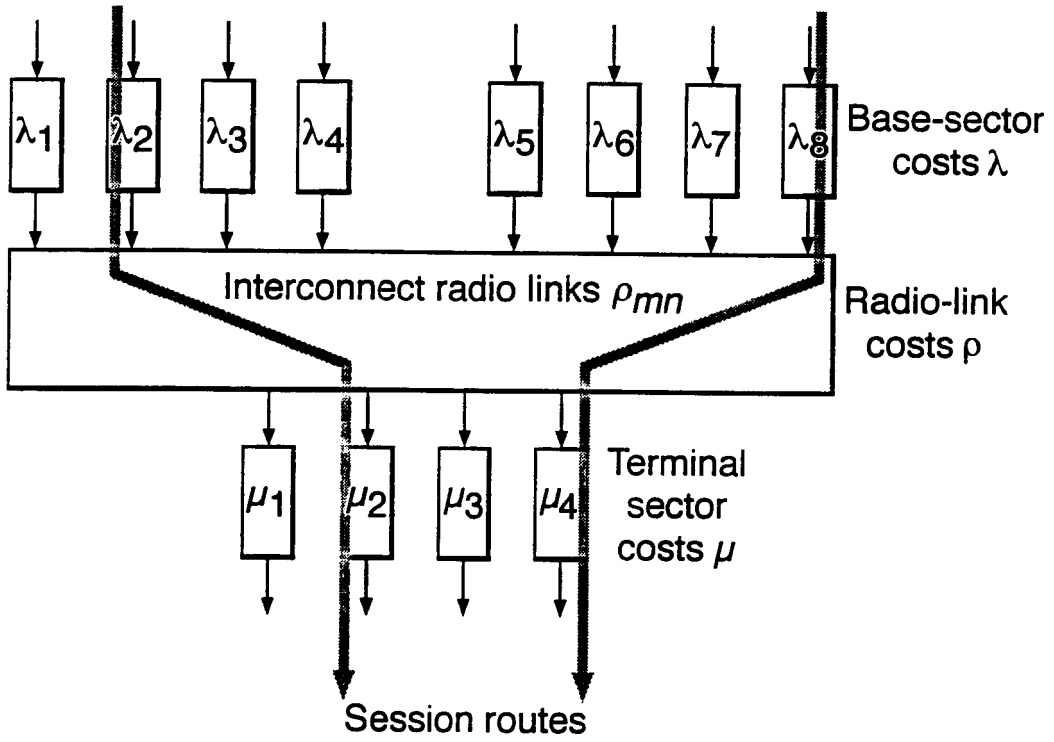 λ1 λ2 λ3 λ4 λ5 λ6 λ7 λ8
Base-sector
costs λ
Interconnect radio links ρmn
Radio-link
costs ρ
μ1 μ2 μ3 μ4
Terminal
sector
costs μ
Session routes